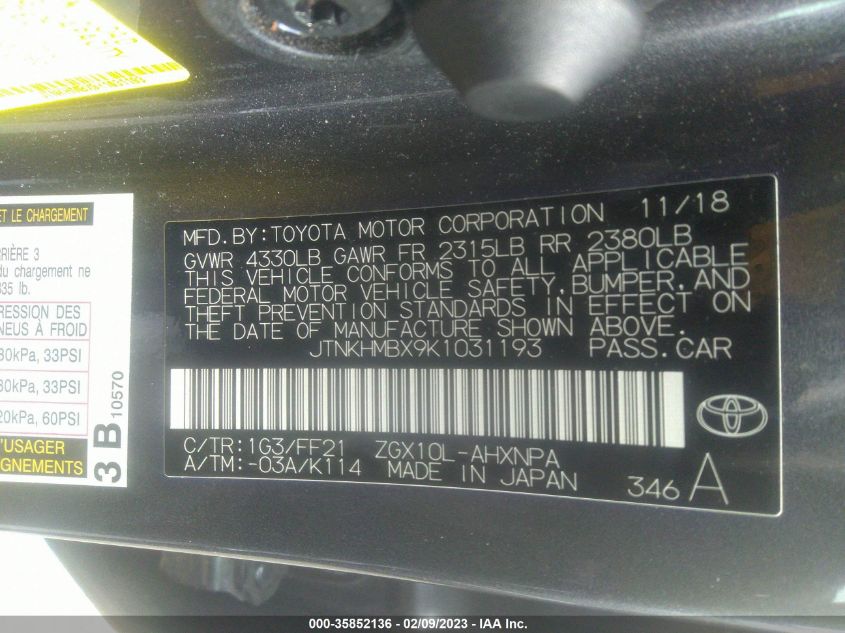 ET LE CHARGEMENT
RIÈRE 3
du chargement ne
835 lb.
RESSION DES
NEUS À FROID
30kPa, 33PSI
30kPa, 33PSI
20kPa, 60PSI
L'USAGER
GNEMENTS
3 B 10570
MFD. BY: TOYOTA MOTOR CORPORATION 11/18
GVWR 4330LB GAWR FR 2315LB RR 2380LB
THIS VEHICLE CONFORMS TO ALL APPLICABLE
FEDERAL MOTOR VEHICLE SAFETY, BUMPER, AND
THEFT PREVENTION STANDARDS IN EFFECT ON
THE DATE OF MANUFACTURE SHOWN ABOVE.
JTNKHMBX9K1031193 PASS. CAR
C/TR: 1G3/FF21 ZGX10L-AHXNPA
A/TM: -03A/K114 MADE IN JAPAN
346 A
000-35852136 - 02/09/2023 - IAA Inc.